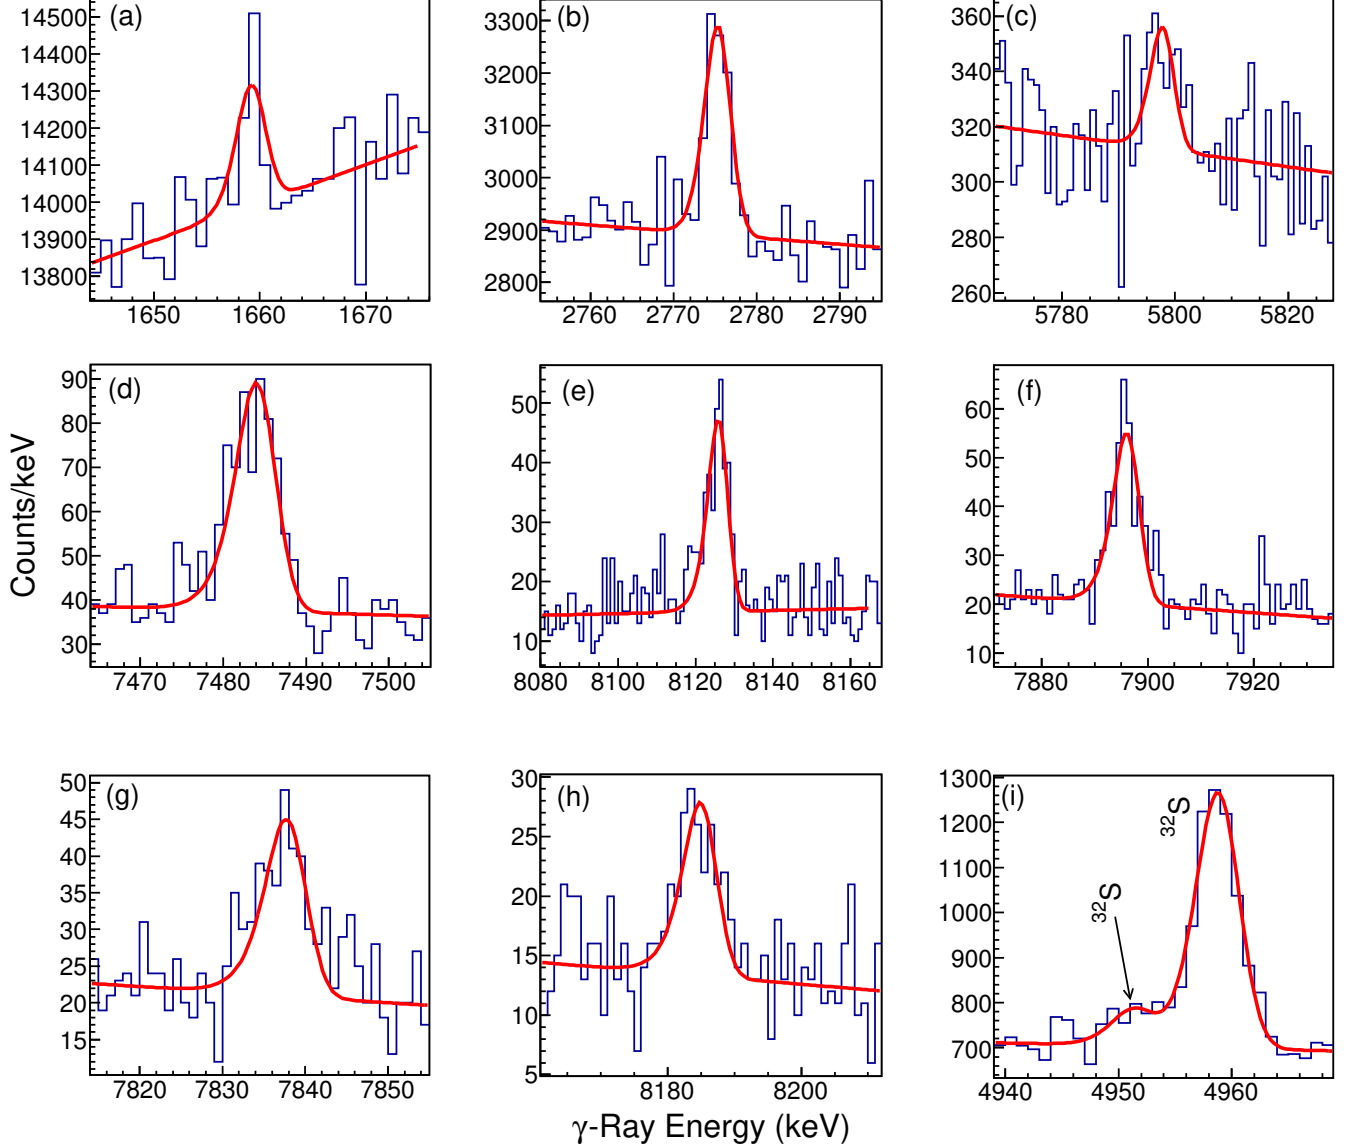 (a)
14500
14400
14300
14200
14100
14000
13900
13800
1650 1660 1670
(b)
3300
3200
3100
3000
2900
2800
2760 2770 2780 2790
(c)
360
340
320
300
280
260
5780 5800 5820
(d)
90
80
70
60
50
40
30
7470 7480 7490 7500
(e)
50
40
30
20
10
8080 8100 8120 8140 8160
(f)
60
50
40
30
20
10
7880 7900 7920
(g)
50
45
40
35
30
25
20
15
7820 7830 7840 7850
(h)
30
25
20
15
10
5
8180 8200
(i)
1300
1200
1100
1000
900
800
700
³²S
³²S
4940 4950 4960
Counts/keV
γ-Ray Energy (keV)